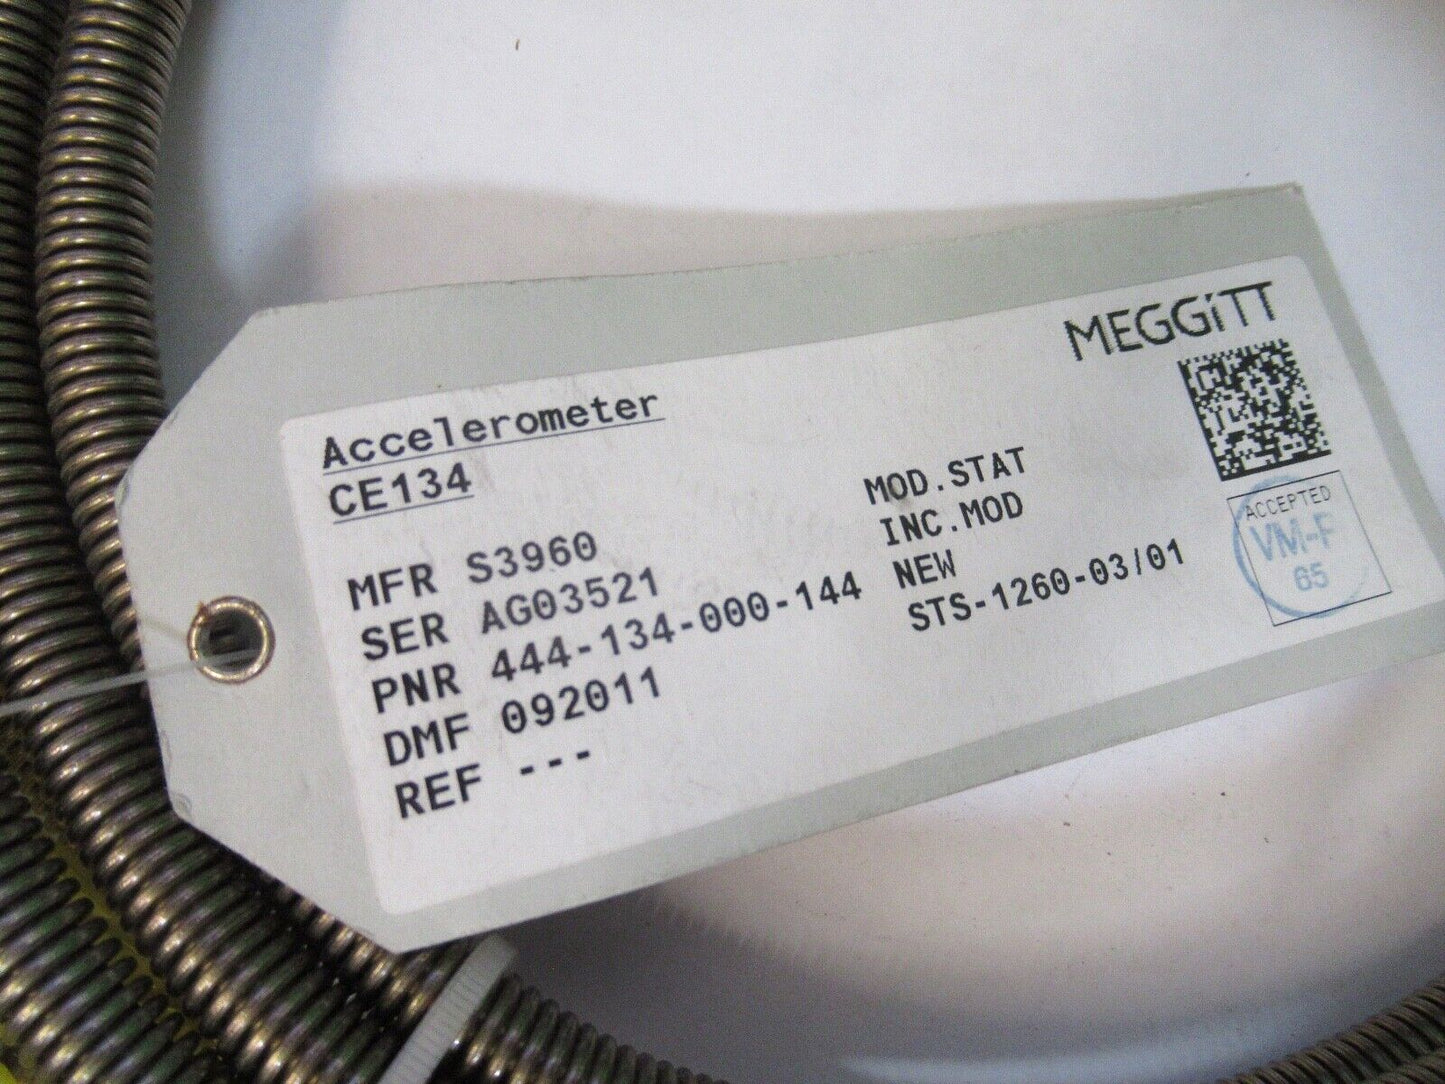 MEGGiTT
Accelerometer
CE134
MFR S3960
SER AG03521
PNR 444-134-000-144
DMF 092011
REF ---
MOD.STAT
INC.MOD
NEW
STS-1260-03/01
ACCEPTED
VM-F
65